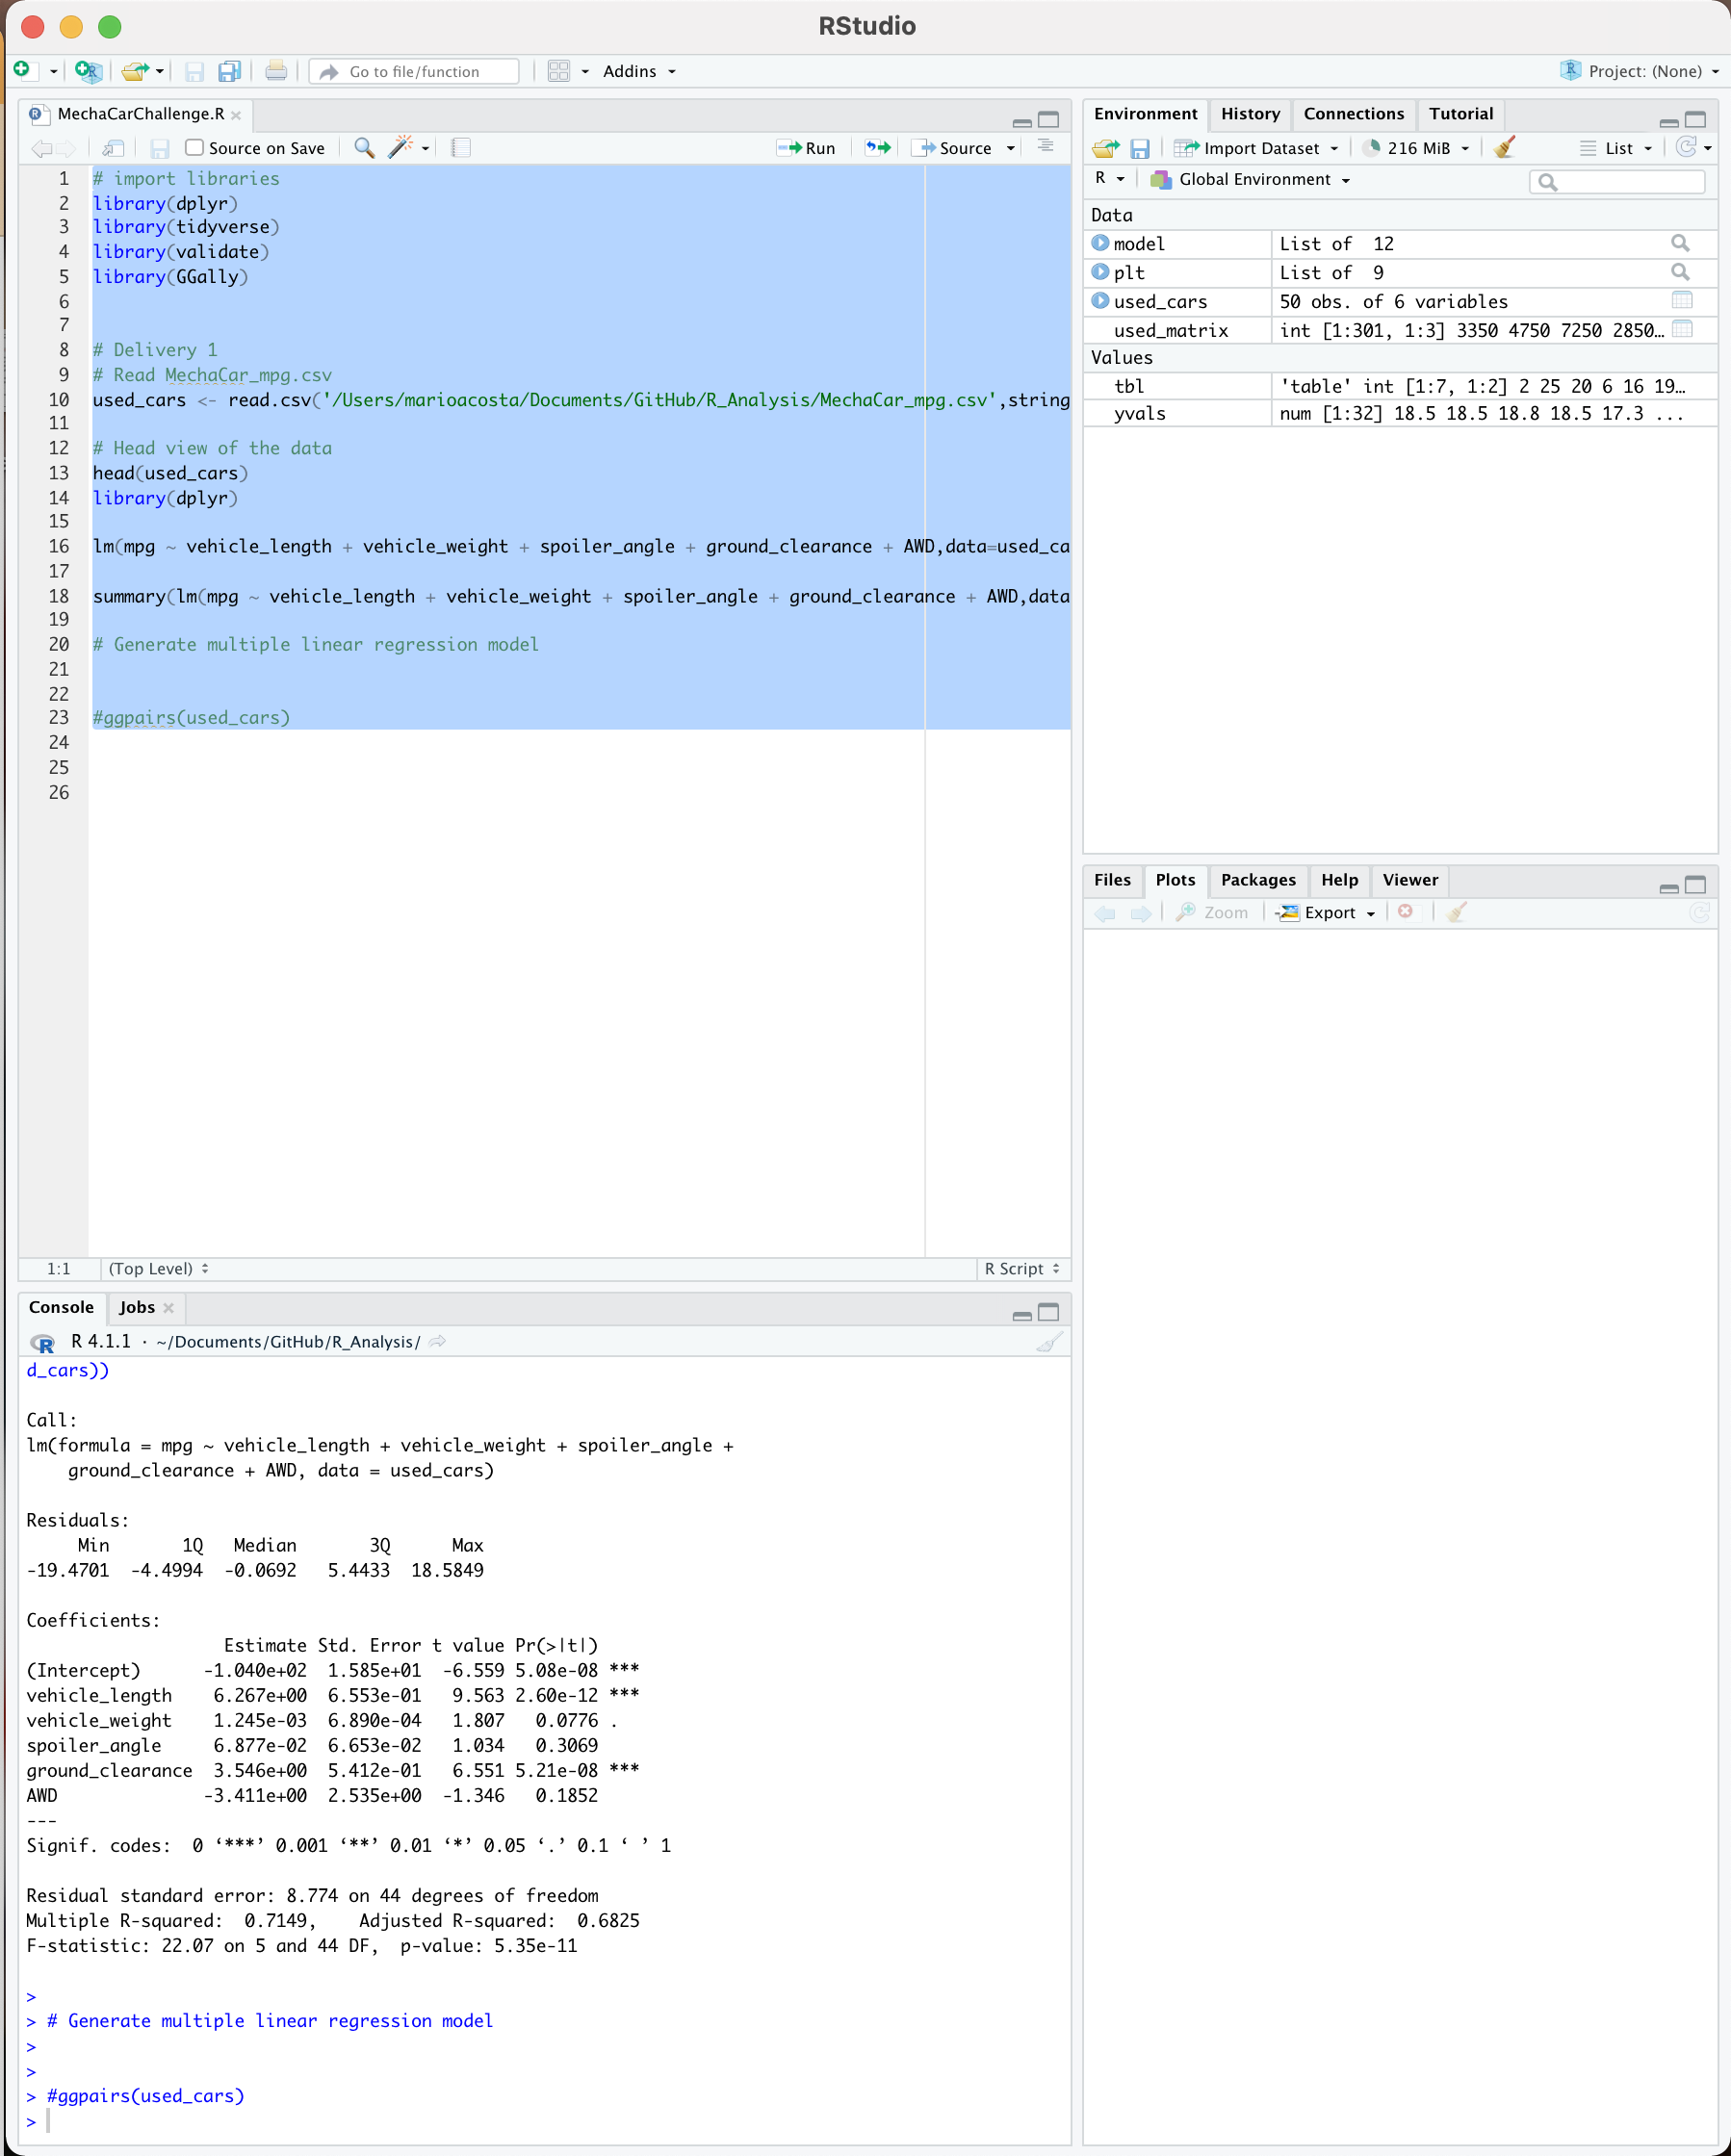 RStudio
Go to file/function
Addins
Project: (None)
MechaCarChallenge.R
Source on Save
Run
Source
1 # import libraries
2 library(dplyr)
3 library(tidyverse)
4 library(validate)
5 library(GGally)
6
7
8 # Delivery 1
9 # Read MechaCar_mpg.csv
10 used_cars <- read.csv('/Users/marioacosta/Documents/GitHub/R_Analysis/MechaCar_mpg.csv',string
11
12 # Head view of the data
13 head(used_cars)
14 library(dplyr)
15
16 lm(mpg ~ vehicle_length + vehicle_weight + spoiler_angle + ground_clearance + AWD,data=used_ca
17
18 summary(lm(mpg ~ vehicle_length + vehicle_weight + spoiler_angle + ground_clearance + AWD,data
19
20 # Generate multiple linear regression model
21
22
23 #ggpairs(used_cars)
24
25
26
1:1 (Top Level) R Script
Console Jobs
R 4.1.1 · ~/Documents/GitHub/R_Analysis/
d_cars))
Call:
lm(formula = mpg ~ vehicle_length + vehicle_weight + spoiler_angle +
ground_clearance + AWD, data = used_cars)
Residuals:
Min 1Q Median 3Q Max
-19.4701 -4.4994 -0.0692 5.4433 18.5849
Coefficients:
Estimate Std. Error t value Pr(>|t|)
(Intercept) -1.040e+02 1.585e+01 -6.559 5.08e-08 ***
vehicle_length 6.267e+00 6.553e-01 9.563 2.60e-12 ***
vehicle_weight 1.245e-03 6.890e-04 1.807 0.0776 .
spoiler_angle 6.877e-02 6.653e-02 1.034 0.3069
ground_clearance 3.546e+00 5.412e-01 6.551 5.21e-08 ***
AWD -3.411e+00 2.535e+00 -1.346 0.1852
---
Signif. codes: 0 ‘***’ 0.001 ‘**’ 0.01 ‘*’ 0.05 ‘.’ 0.1 ‘ ’ 1
Residual standard error: 8.774 on 44 degrees of freedom
Multiple R-squared: 0.7149, Adjusted R-squared: 0.6825
F-statistic: 22.07 on 5 and 44 DF, p-value: 5.35e-11
>
> # Generate multiple linear regression model
>
>
> #ggpairs(used_cars)
>
Environment History Connections Tutorial
Import Dataset 216 MiB List
R Global Environment
Data
model List of 12
plt List of 9
used_cars 50 obs. of 6 variables
used_matrix int [1:301, 1:3] 3350 4750 7250 2850…
Values
tbl 'table' int [1:7, 1:2] 2 25 20 6 16 19…
yvals num [1:32] 18.5 18.5 18.8 18.5 17.3 ...
Files Plots Packages Help Viewer
Zoom Export